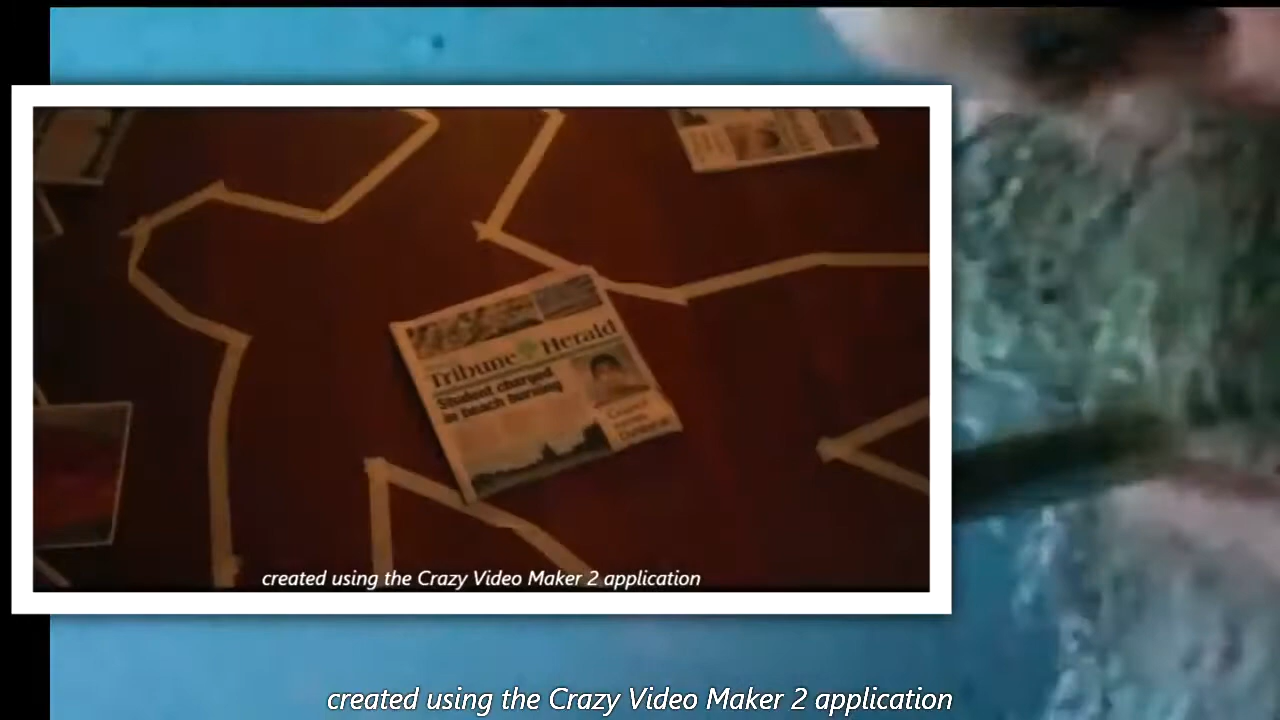 Tribune Herald
Student charged
in beach burning
created using the Crazy Video Maker 2 application
created using the Crazy Video Maker 2 application